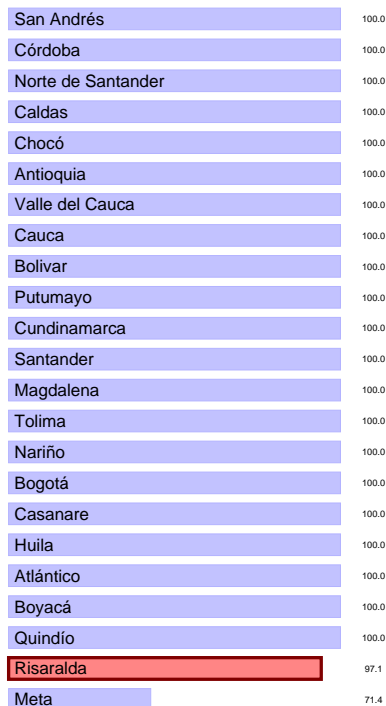 San Andrés 100.0
Córdoba 100.0
Norte de Santander 100.0
Caldas 100.0
Chocó 100.0
Antioquia 100.0
Valle del Cauca 100.0
Cauca 100.0
Bolivar 100.0
Putumayo 100.0
Cundinamarca 100.0
Santander 100.0
Magdalena 100.0
Tolima 100.0
Nariño 100.0
Bogotá 100.0
Casanare 100.0
Huila 100.0
Atlántico 100.0
Boyacá 100.0
Quindío 100.0
Risaralda 97.1
Meta 71.4